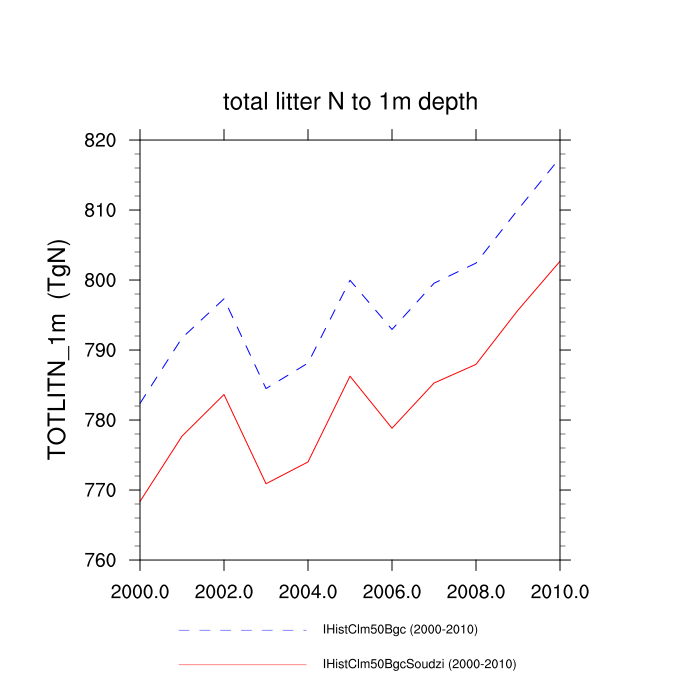 total litter N to 1m depth
TOTLITN_1m (TgN)
820
810
800
790
780
770
760
2000.0 2002.0 2004.0 2006.0 2008.0 2010.0
IHistClm50Bgc (2000-2010)
IHistClm50BgcSoudzi (2000-2010)